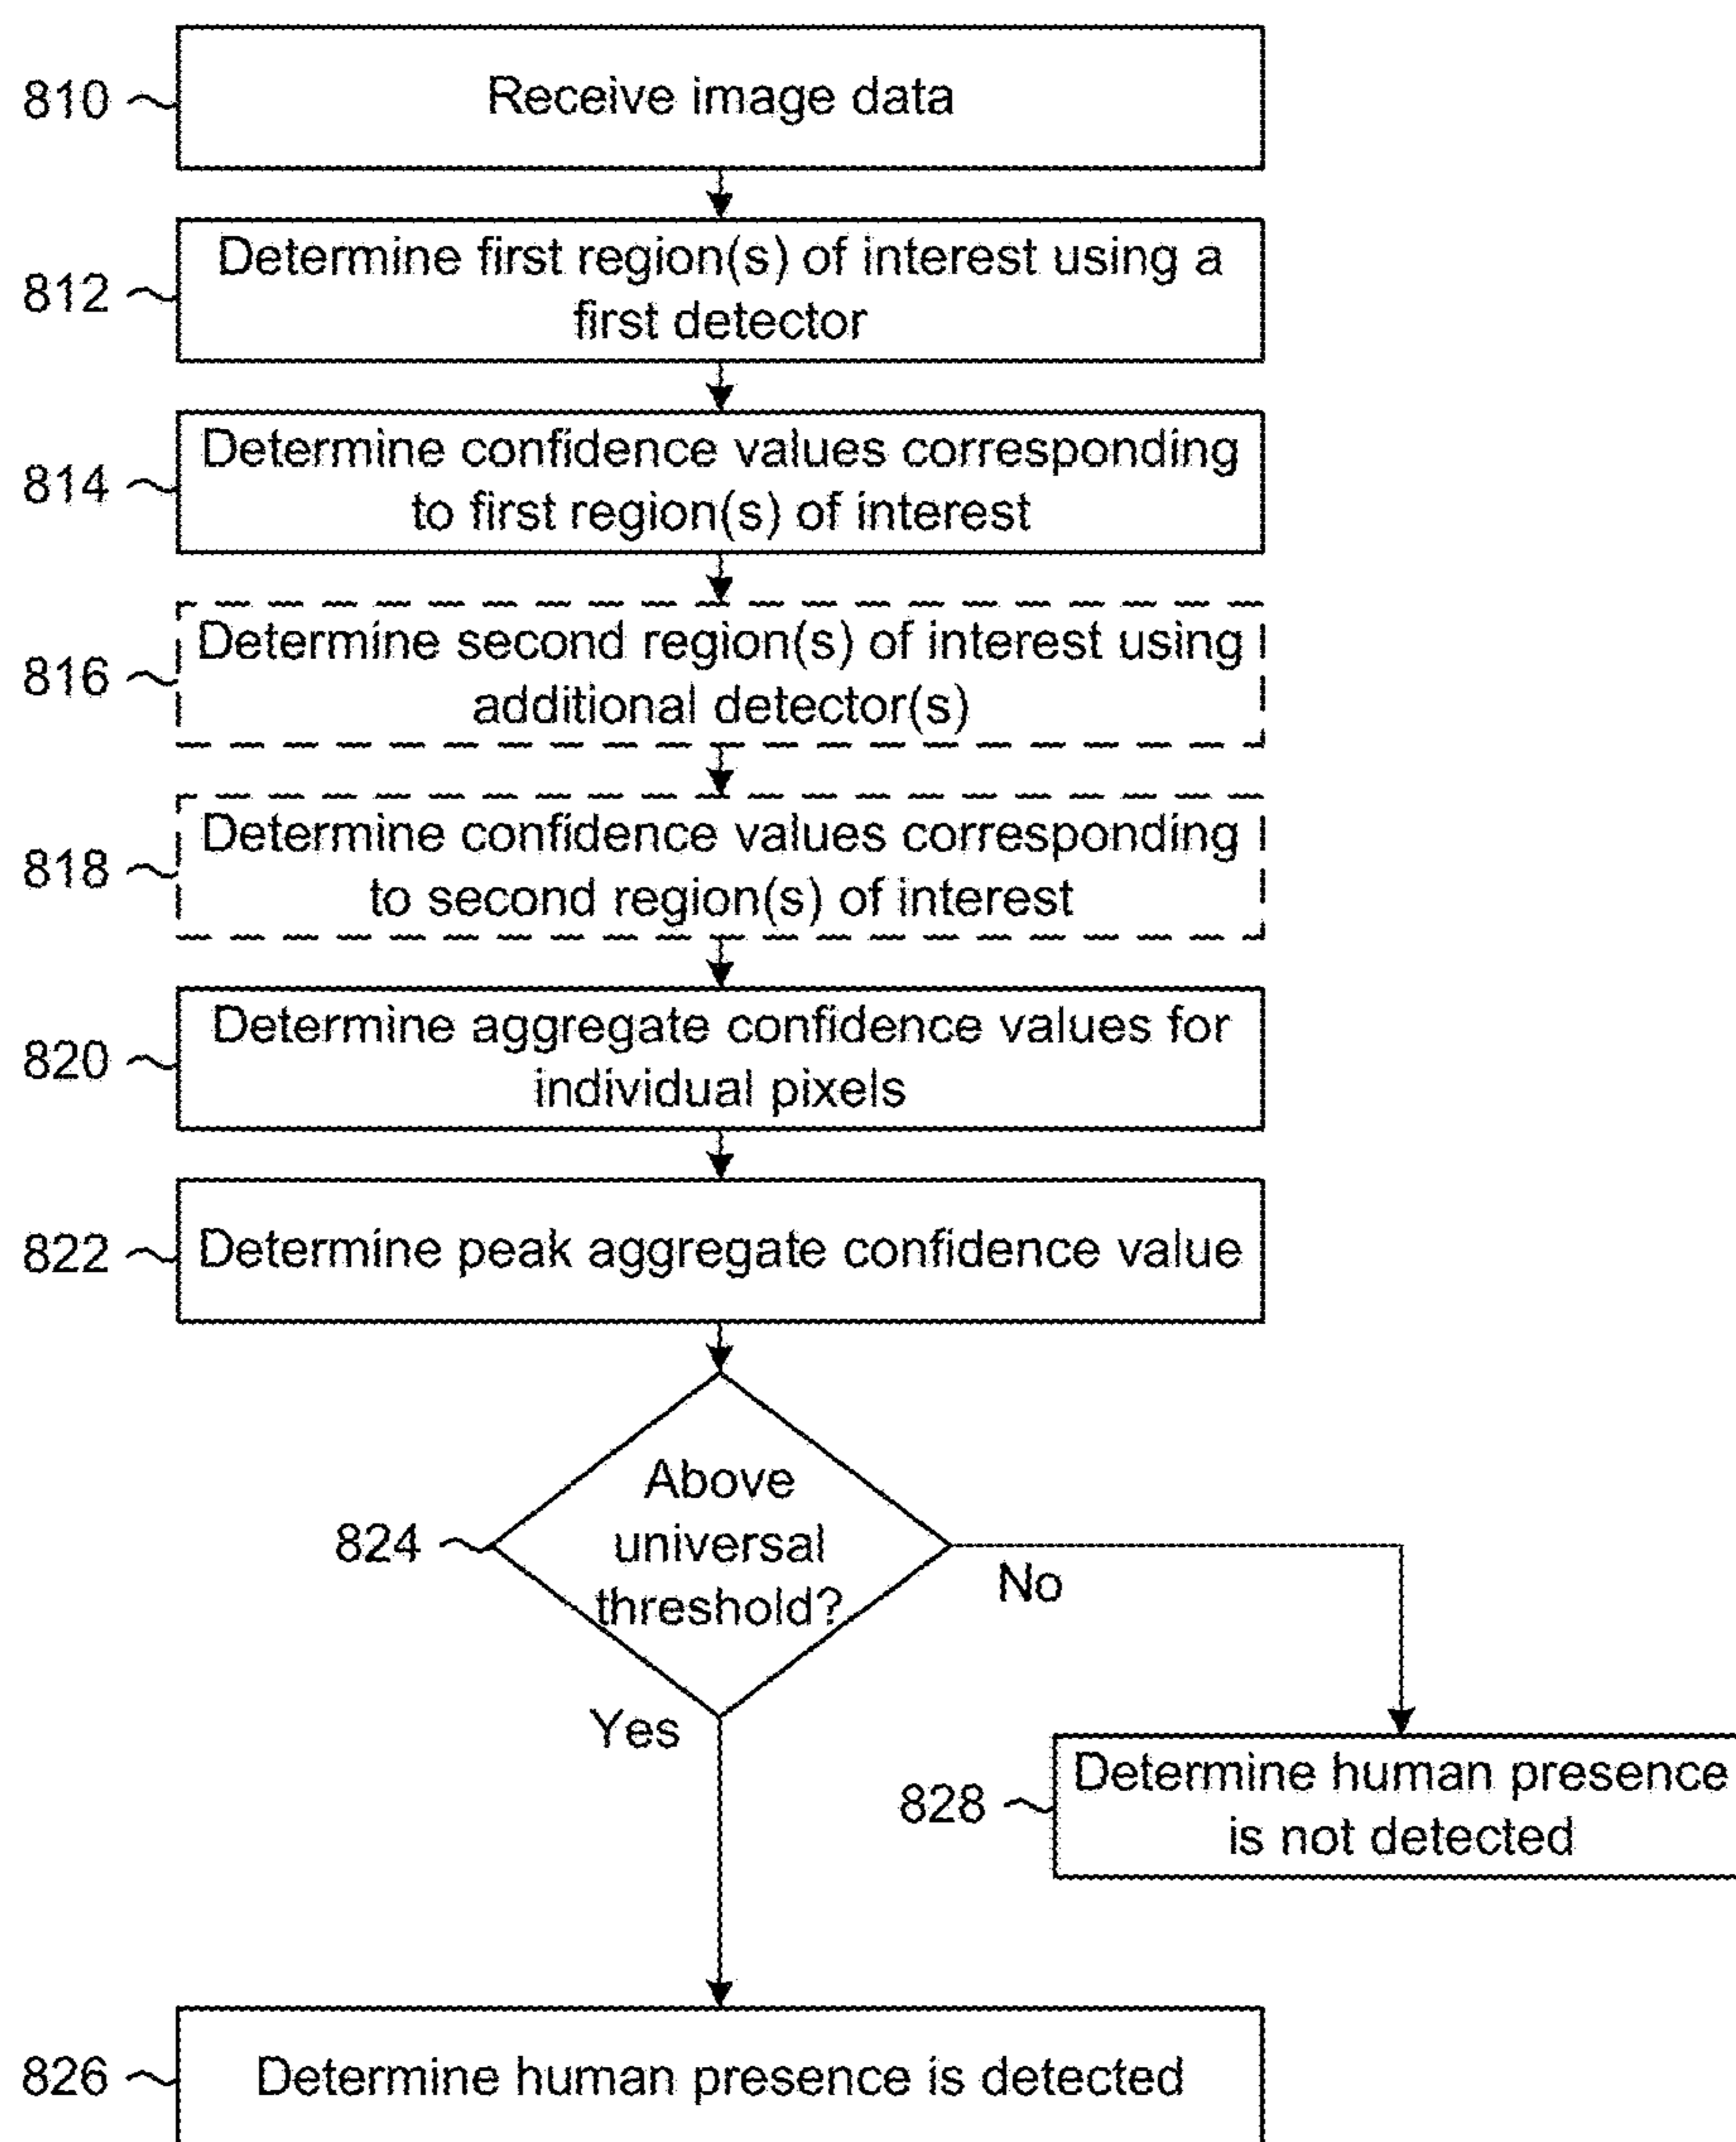 810
Receive image data
812
Determine first region(s) of interest using a
first detector
814
Determine confidence values corresponding
to first region(s) of interest
816
Determine second region(s) of interest using
additional detector(s)
818
Determine confidence values corresponding
to second region(s) of interest
820
Determine aggregate confidence values for
individual pixels
822
Determine peak aggregate confidence value
824
Above
universal
threshold?
No
Yes
828
Determine human presence
is not detected
826
Determine human presence is detected